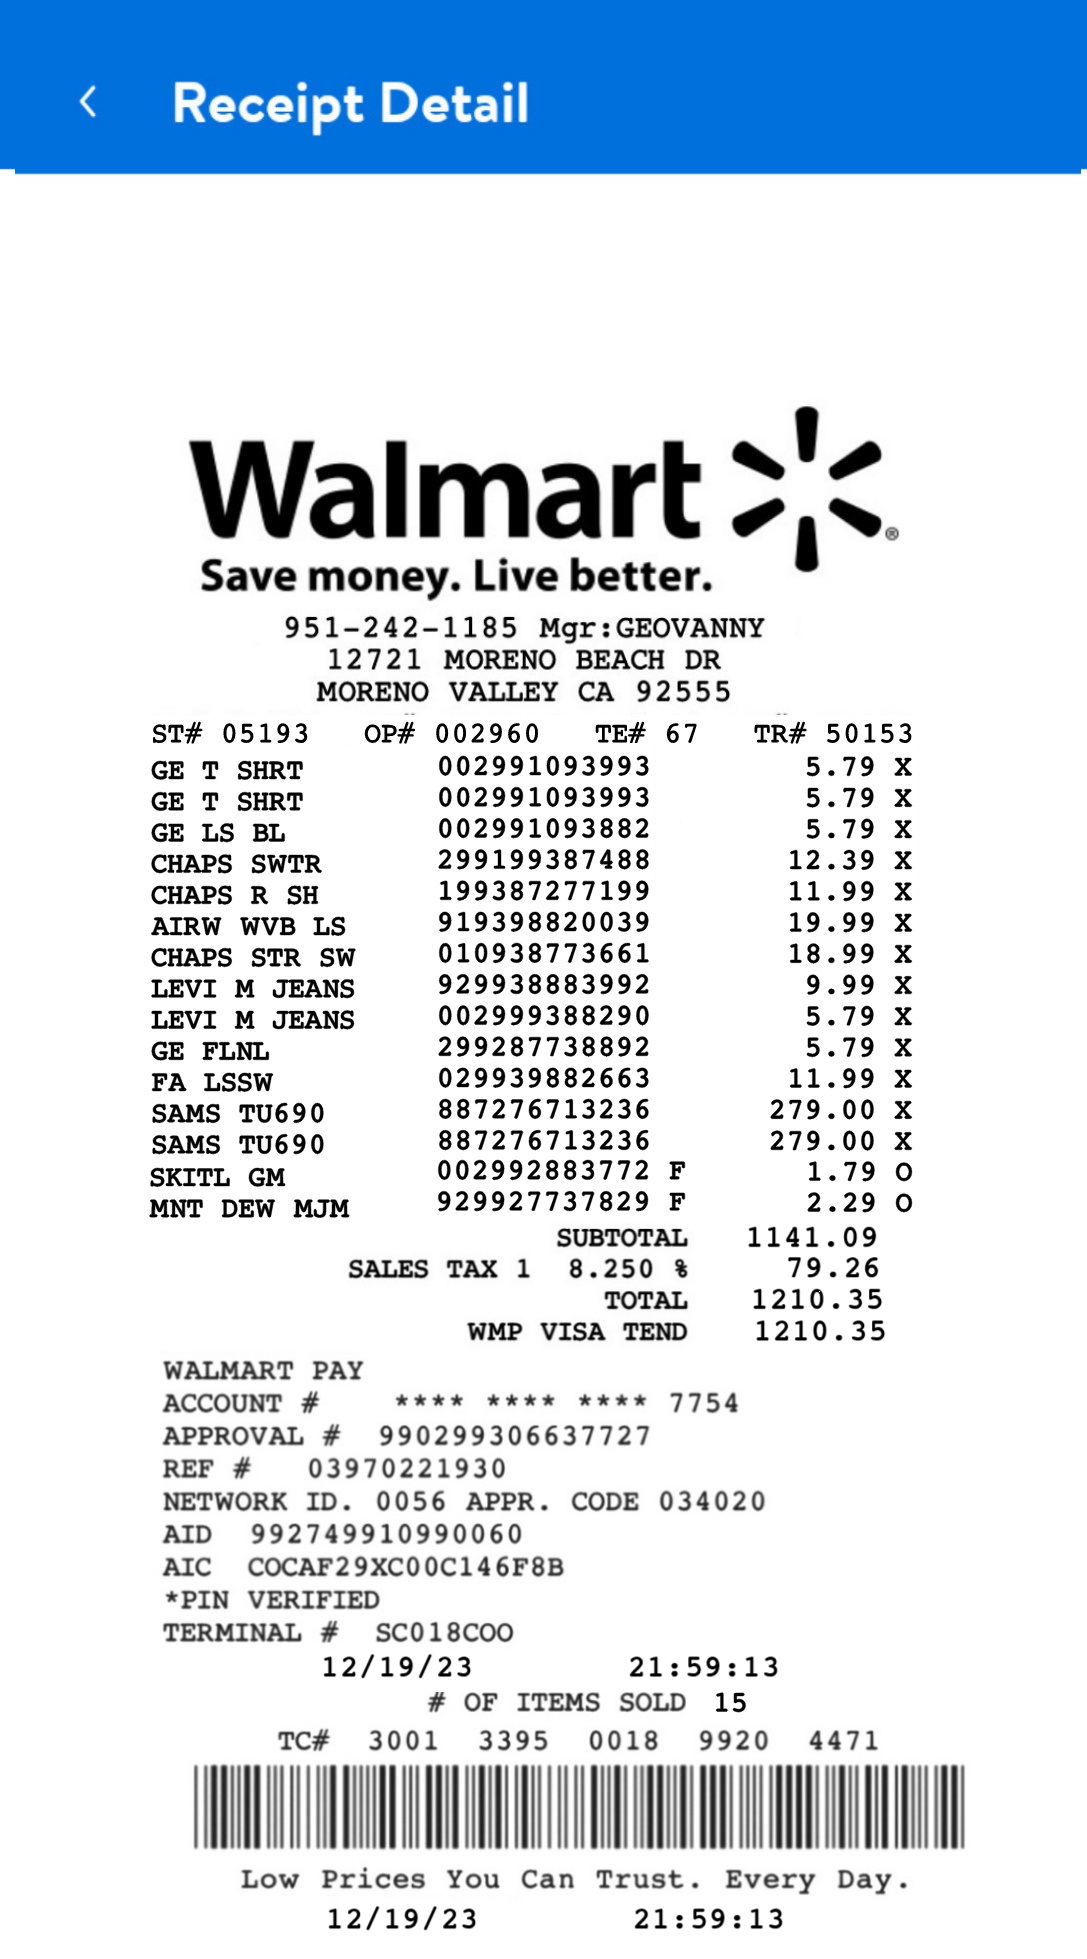 Receipt Detail
Walmart
Save money. Live better.
951-242-1185 Mgr:GEOVANNY
12721 MORENO BEACH DR
MORENO VALLEY CA 92555
ST# 05193 OP# 002960 TE# 67 TR# 50153
GE T SHRT 002991093993 5.79 X
GE T SHRT 002991093993 5.79 X
GE LS BL 002991093882 5.79 X
CHAPS SWTR 299199387488 12.39 X
CHAPS R SH 199387277199 11.99 X
AIRW WVB LS 919398820039 19.99 X
CHAPS STR SW 010938773661 18.99 X
LEVI M JEANS 929938883992 9.99 X
LEVI M JEANS 002999388290 5.79 X
GE FLNL 299287738892 5.79 X
FA LSSW 029939882663 11.99 X
SAMS TU690 887276713236 279.00 X
SAMS TU690 887276713236 279.00 X
SKITL GM 002992883772 F 1.79 O
MNT DEW MJM 929927737829 F 2.29 O
SUBTOTAL 1141.09
SALES TAX 1 8.250 % 79.26
TOTAL 1210.35
WMP VISA TEND 1210.35
WALMART PAY
ACCOUNT # **** **** **** 7754
APPROVAL # 990299306637727
REF # 03970221930
NETWORK ID. 0056 APPR. CODE 034020
AID 992749910990060
AIC COCAF29XC00C146F8B
*PIN VERIFIED
TERMINAL # SC018COO
12/19/23 21:59:13
# OF ITEMS SOLD 15
TC# 3001 3395 0018 9920 4471
Low Prices You Can Trust. Every Day.
12/19/23 21:59:13